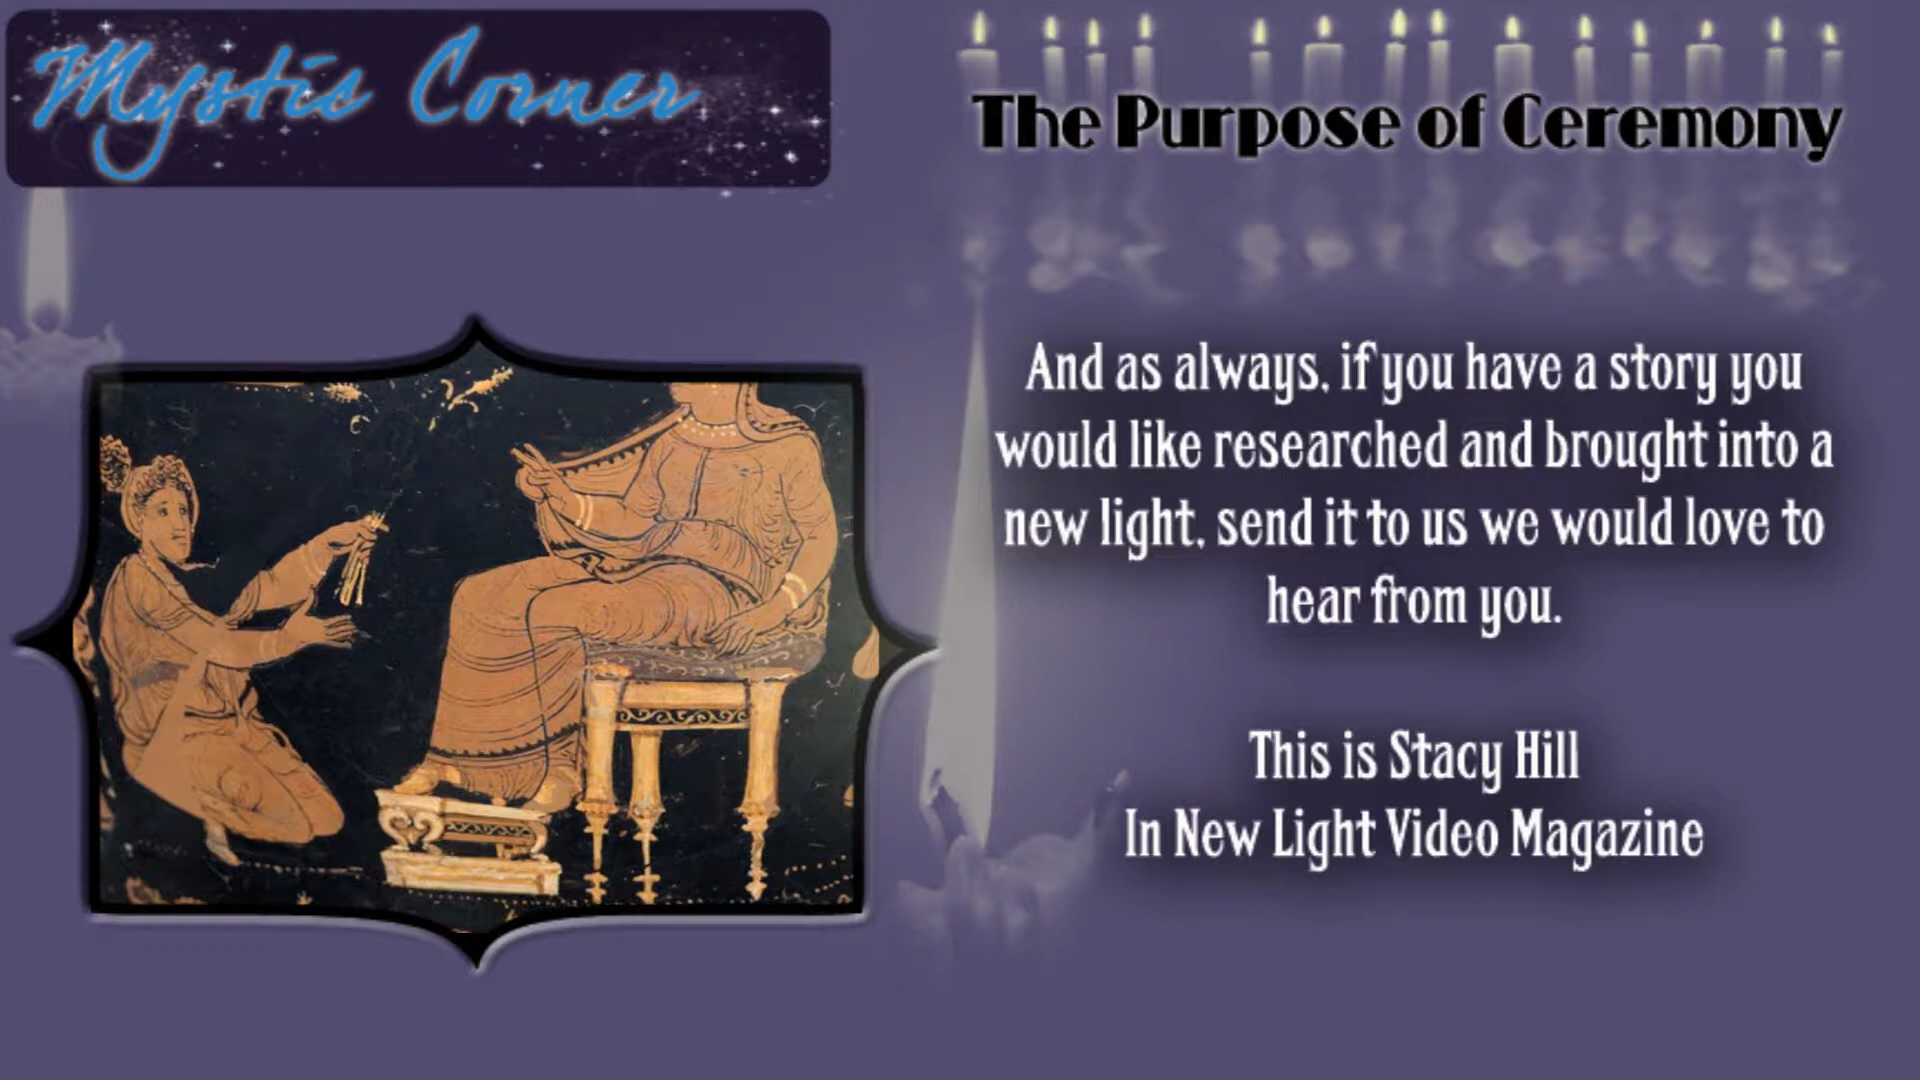 Mystic Corner
The Purpose of Ceremony
And as always, if you have a story you
would like researched and brought into a
new light, send it to us we would love to
hear from you.
This is Stacy Hill
In New Light Video Magazine